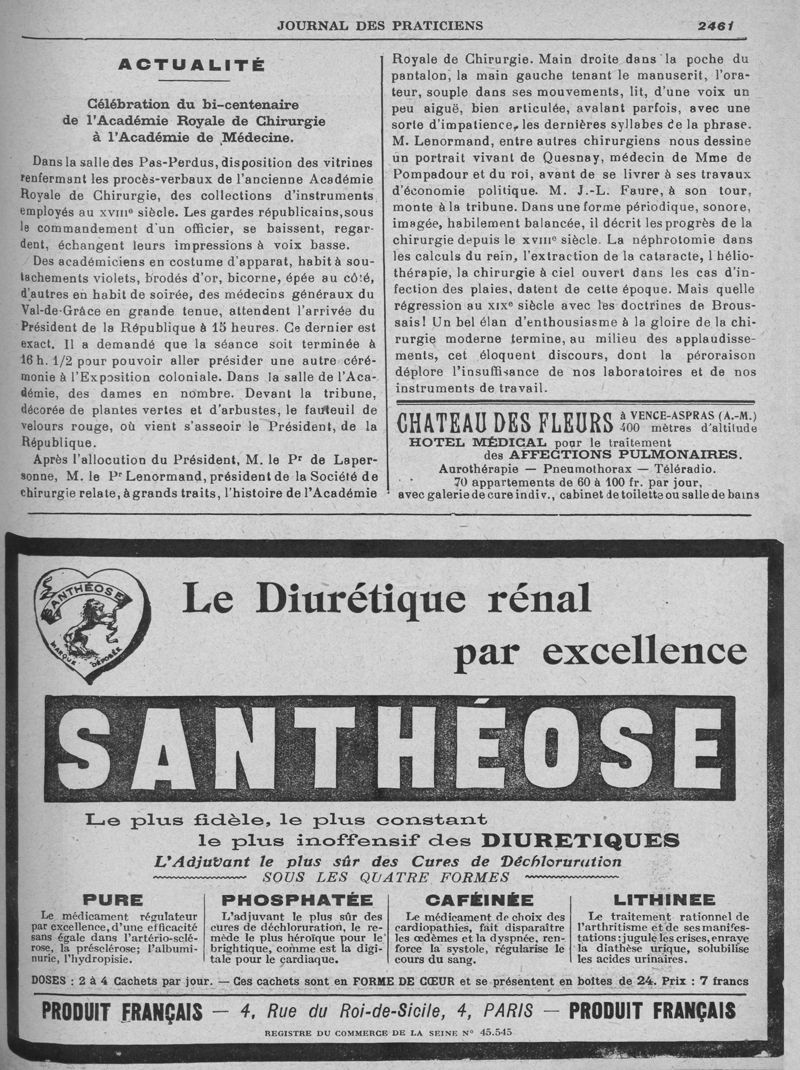 JOURNAL DES PRATICIENS 2461
ACTUALITÉ
Célébration du bi-centenaire
de l'Académie Royale de Chirurgie
à l'Académie de Médecine.
Dans la salle des Pas-Perdus, disposition des vitrines
renfermant les procès-verbaux de l'ancienne Académie
Royale de Chirurgie, des collections d'instruments
employés au XVIIIe siècle. Les gardes républicains, sous
le commandement d'un officier, se baissent, regar-
dent, échangent leurs impressions à voix basse.
Des académiciens en costume d'apparat, habit à sou-
tachements violets, brodés d'or, bicorne, épée au côté,
d'autres en habit de soirée, des médecins généraux du
Val-de-Grâce en grande tenue, attendent l'arrivée du
Président de la République à 15 heures. Ce dernier est
exact. Il a demandé que la séance soit terminée à
16 h. 1/2 pour pouvoir aller présider une autre céré-
monie à l'Exposition coloniale. Dans la salle de l'Aca-
démie, des dames en nombre. Devant la tribune,
décorée de plantes vertes et d'arbustes, le fauteuil de
velours rouge, où vient s'asseoir le Président, de la
République.
Après l'allocution du Président, M. le Pr de Laper-
sonne, M. le Pr Lenormand, président de la Société de
chirurgie relate, à grands traits, l'histoire de l'Académie
Royale de Chirurgie. Main droite dans la poche du
pantalon, la main gauche tenant le manuscrit, l'ora-
teur, souple dans ses mouvements, lit, d'une voix un
peu aiguë, bien articulée, avalant parfois, avec une
sorte d'impatience, les dernières syllabes de la phrase.
M. Lenormand, entre autres chirurgiens nous dessine
un portrait vivant de Quesnay, médecin de Mme de
Pompadour et du roi, avant de se livrer à ses travaux
d'économie politique. M. J.-L. Faure, à son tour,
monte à la tribune. Dans une forme périodique, sonore,
imagée, habilement balancée, il décrit les progrès de la
chirurgie depuis le XVIIIe siècle. La néphrotomie dans
les calculs du rein, l'extraction de la cataracte, l hélio-
thérapie, la chirurgie à ciel ouvert dans les cas d'in-
fection des plaies, datent de cette époque. Mais quelle
régression au XIXe siècle avec les doctrines de Brous-
sais! Un bel élan d'enthousiasme à la gloire de la chi-
rurgie moderne termine, au milieu des applaudisse-
ments, cet éloquent discours, dont la péroraison
déplore l'insuffisance de nos laboratoires et de nos
instruments de travail.
CHATEAU DES FLEURS à VENCE-ASPRAS (A.-M.)
400 mètres d'altitude
HOTEL MÉDICAL pour le traitement
des AFFECTIONS PULMONAIRES.
Aurothérapie — Pneumothorax — Téléradio.
70 appartements de 60 à 100 fr. par jour,
avec galerie de cure indiv., cabinet de toilette ou salle de bains
UNE SANTHÉOSE
MARQUE DÉPOSÉE
Le Diurétique rénal
par excellence
SANTHÉOSE
Le plus fidèle, le plus constant
le plus inoffensif des DIURETIQUES
L'Adjuvant le plus sûr des Cures de Déchloruration
SOUS LES QUATRE FORMES
PURE
Le médicament régulateur
par excellence, d'une efficacité
sans égale dans l'artério-sclé-
rose, la présclérose; l'albumi-
nurie, l'hydropisie.
PHOSPHATÉE
L'adjuvant le plus sûr des
cures de déchloruration, le re-
mède le plus héroïque pour le
brightique, comme est la digi-
tale pour le cardiaque.
CAFÉINÉE
Le médicament de choix des
cardiopathies, fait disparaître
les œdèmes et la dyspnée, ren-
force la systole, régularise le
cours du sang.
LITHINEE
Le traitement rationnel de
l'arthritisme et de ses manifes-
tations; jugule les crises, enraye
la diathèse urique, solubilise
les acides urinaires.
DOSES : 2 à 4 Cachets par jour. — Ces cachets sont en FORME DE CŒUR et se présentent en boîtes de 24. Prix : 7 francs
PRODUIT FRANÇAIS — 4, Rue du Roi-de-Sicile, 4, PARIS — PRODUIT FRANÇAIS
REGISTRE DU COMMERCE DE LA SEINE No 45.545